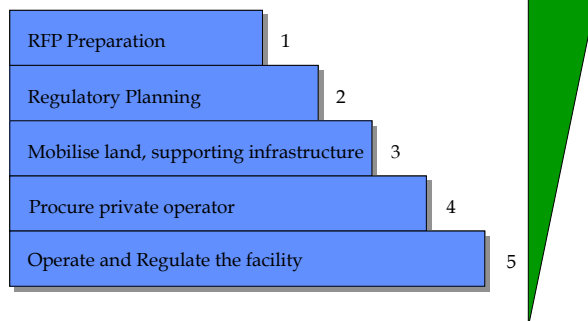 RFP Preparation 1
Regulatory Planning 2
Mobilise land, supporting infrastructure 3
Procure private operator 4
Operate and Regulate the facility 5